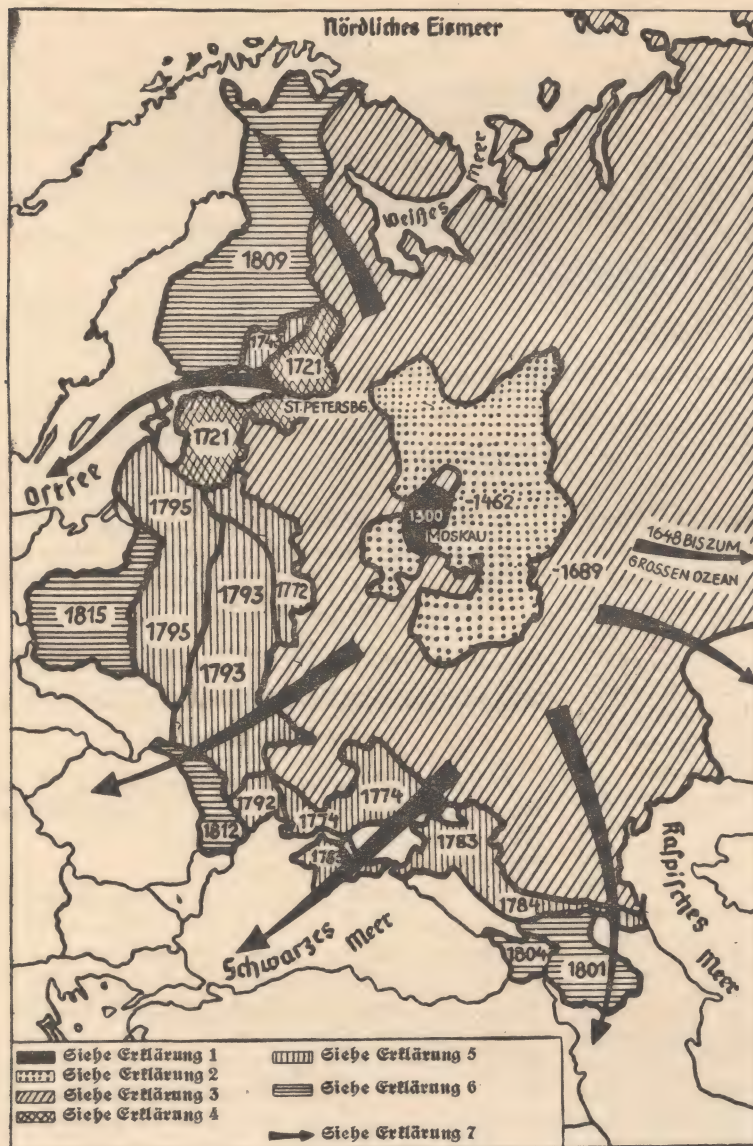 Nördliches Eismeer
Weißes Meer
1809
174
1721
ST. PETERSBG.
1721
Ostsee
1795
-1462
1300
MOSKAU
1648 BIS ZUM
GROSSEN OZEAN
-1689
1793
1772
1815
1795
1793
1774
1792
1774
1812
1783
1783
1784
Kaspisches Meer
Schwarzes Meer
1804
1801
Siehe Erklärung 1
Siehe Erklärung 2
Siehe Erklärung 3
Siehe Erklärung 4
Siehe Erklärung 5
Siehe Erklärung 6
Siehe Erklärung 7